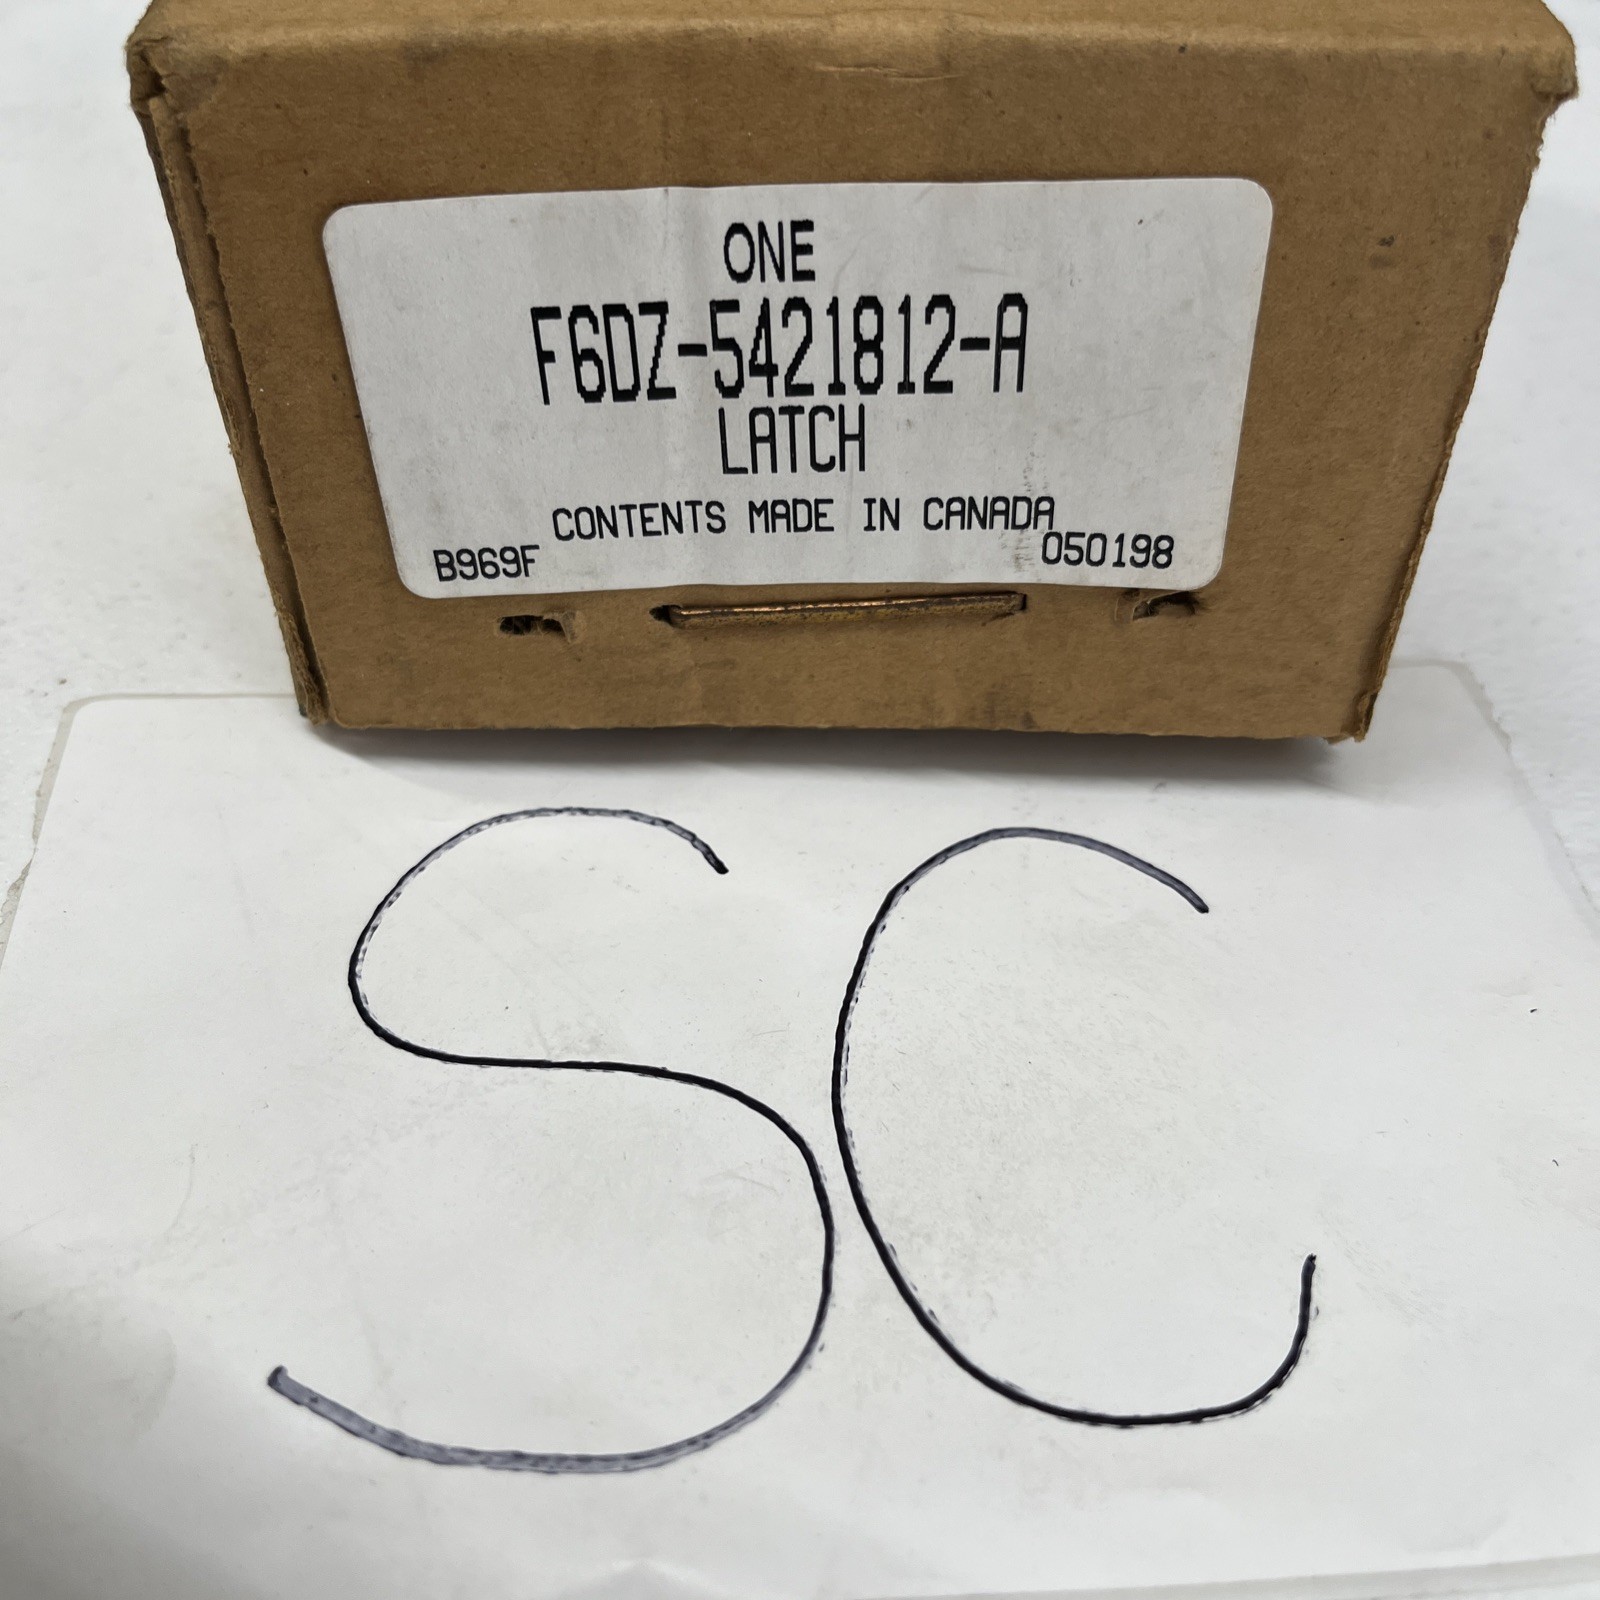 ONE
F6DZ-5421812-A
LATCH
CONTENTS MADE IN CANADA
B969F 050198
SC